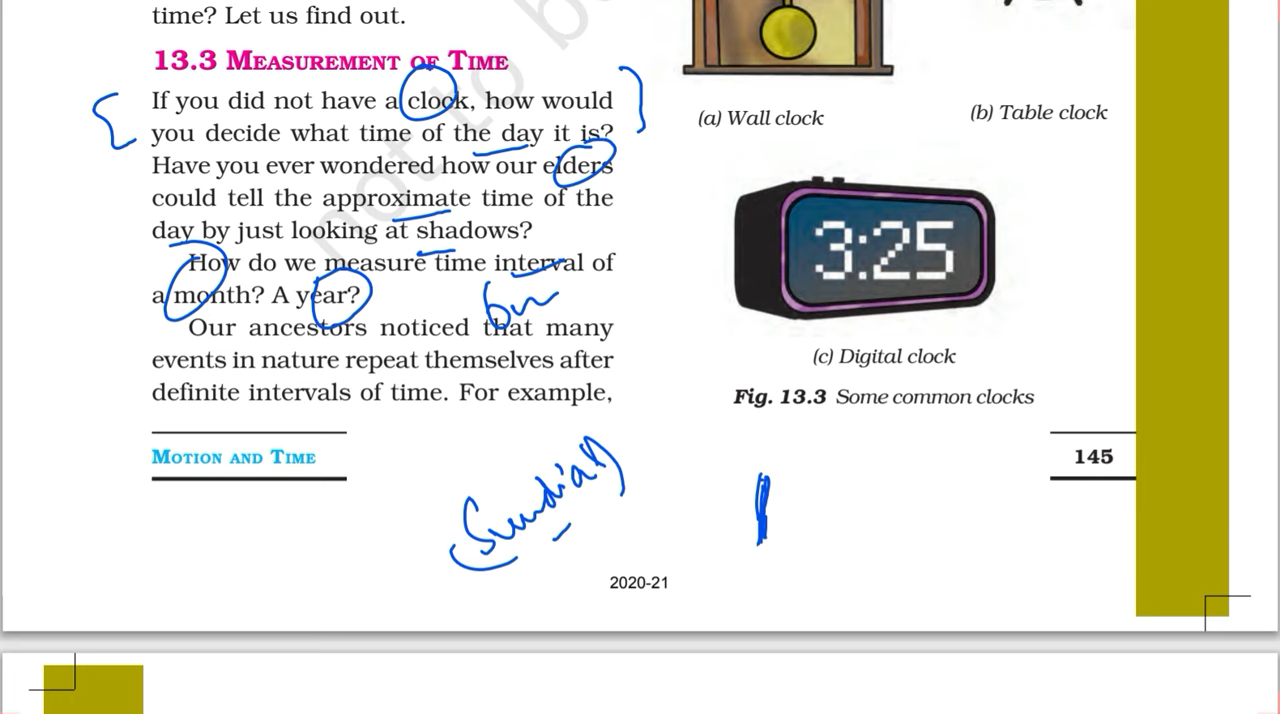 time? Let us find out.
13.3 MEASUREMENT OF TIME
If you did not have a clock, how would
you decide what time of the day it is?
Have you ever wondered how our elders
could tell the approximate time of the
day by just looking at shadows?
How do we measure time interval of
a month? A year?
Our ancestors noticed that many
events in nature repeat themselves after
definite intervals of time. For example,
MOTION AND TIME
(a) Wall clock
(b) Table clock
3:25
(c) Digital clock
Fig. 13.3 Some common clocks
145
Sundial
2020-21
not to be